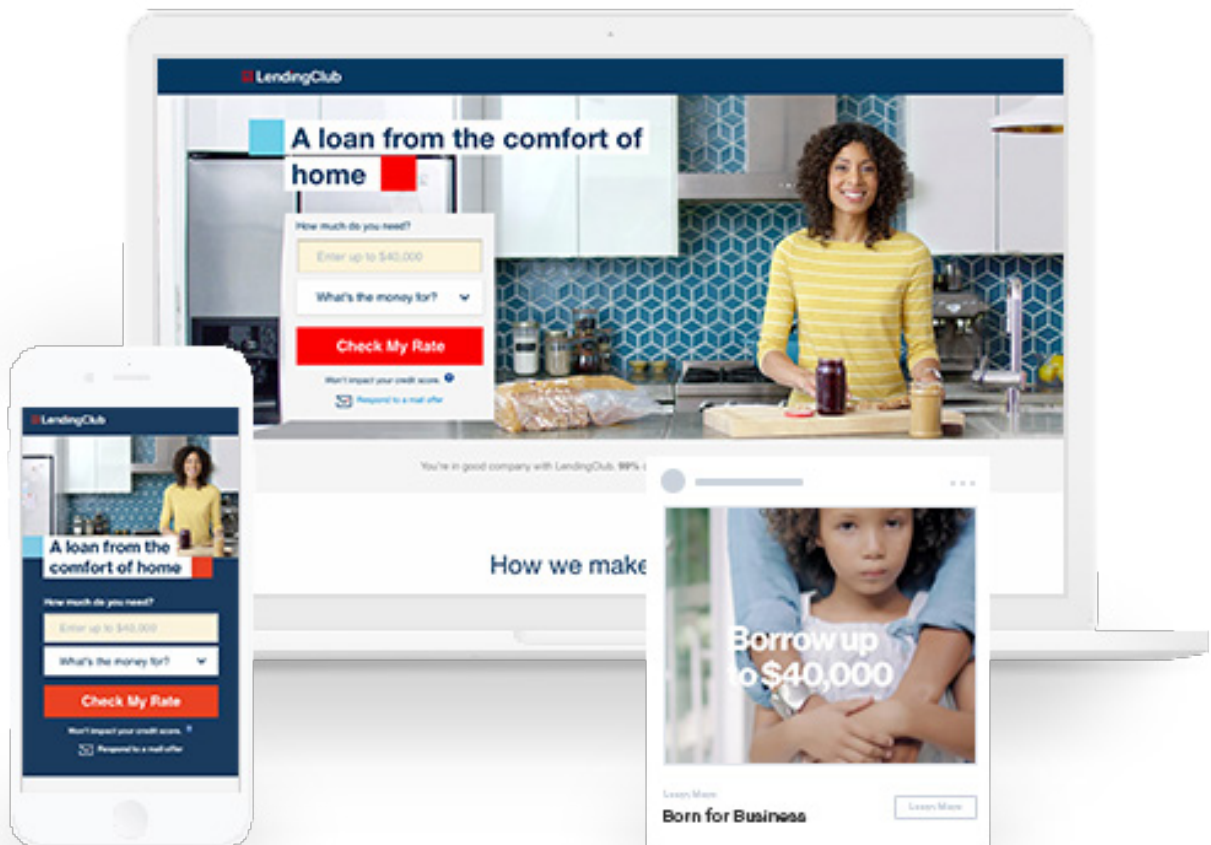 LendingClub
A loan from the comfort of
home
How much do you need?
Enter up to $40,000
What's the money for?
Check My Rate
Won't impact your credit score.
Respond to a mail offer
You're in good company with LendingClub. 99%
How we make
LendingClub
A loan from the
comfort of home
How much do you need?
Enter up to $40,000
What's the money for?
Check My Rate
Won't impact your credit score.
Respond to a mail offer
Borrow up
to $40,000
Learn More
Born for Business
Learn More